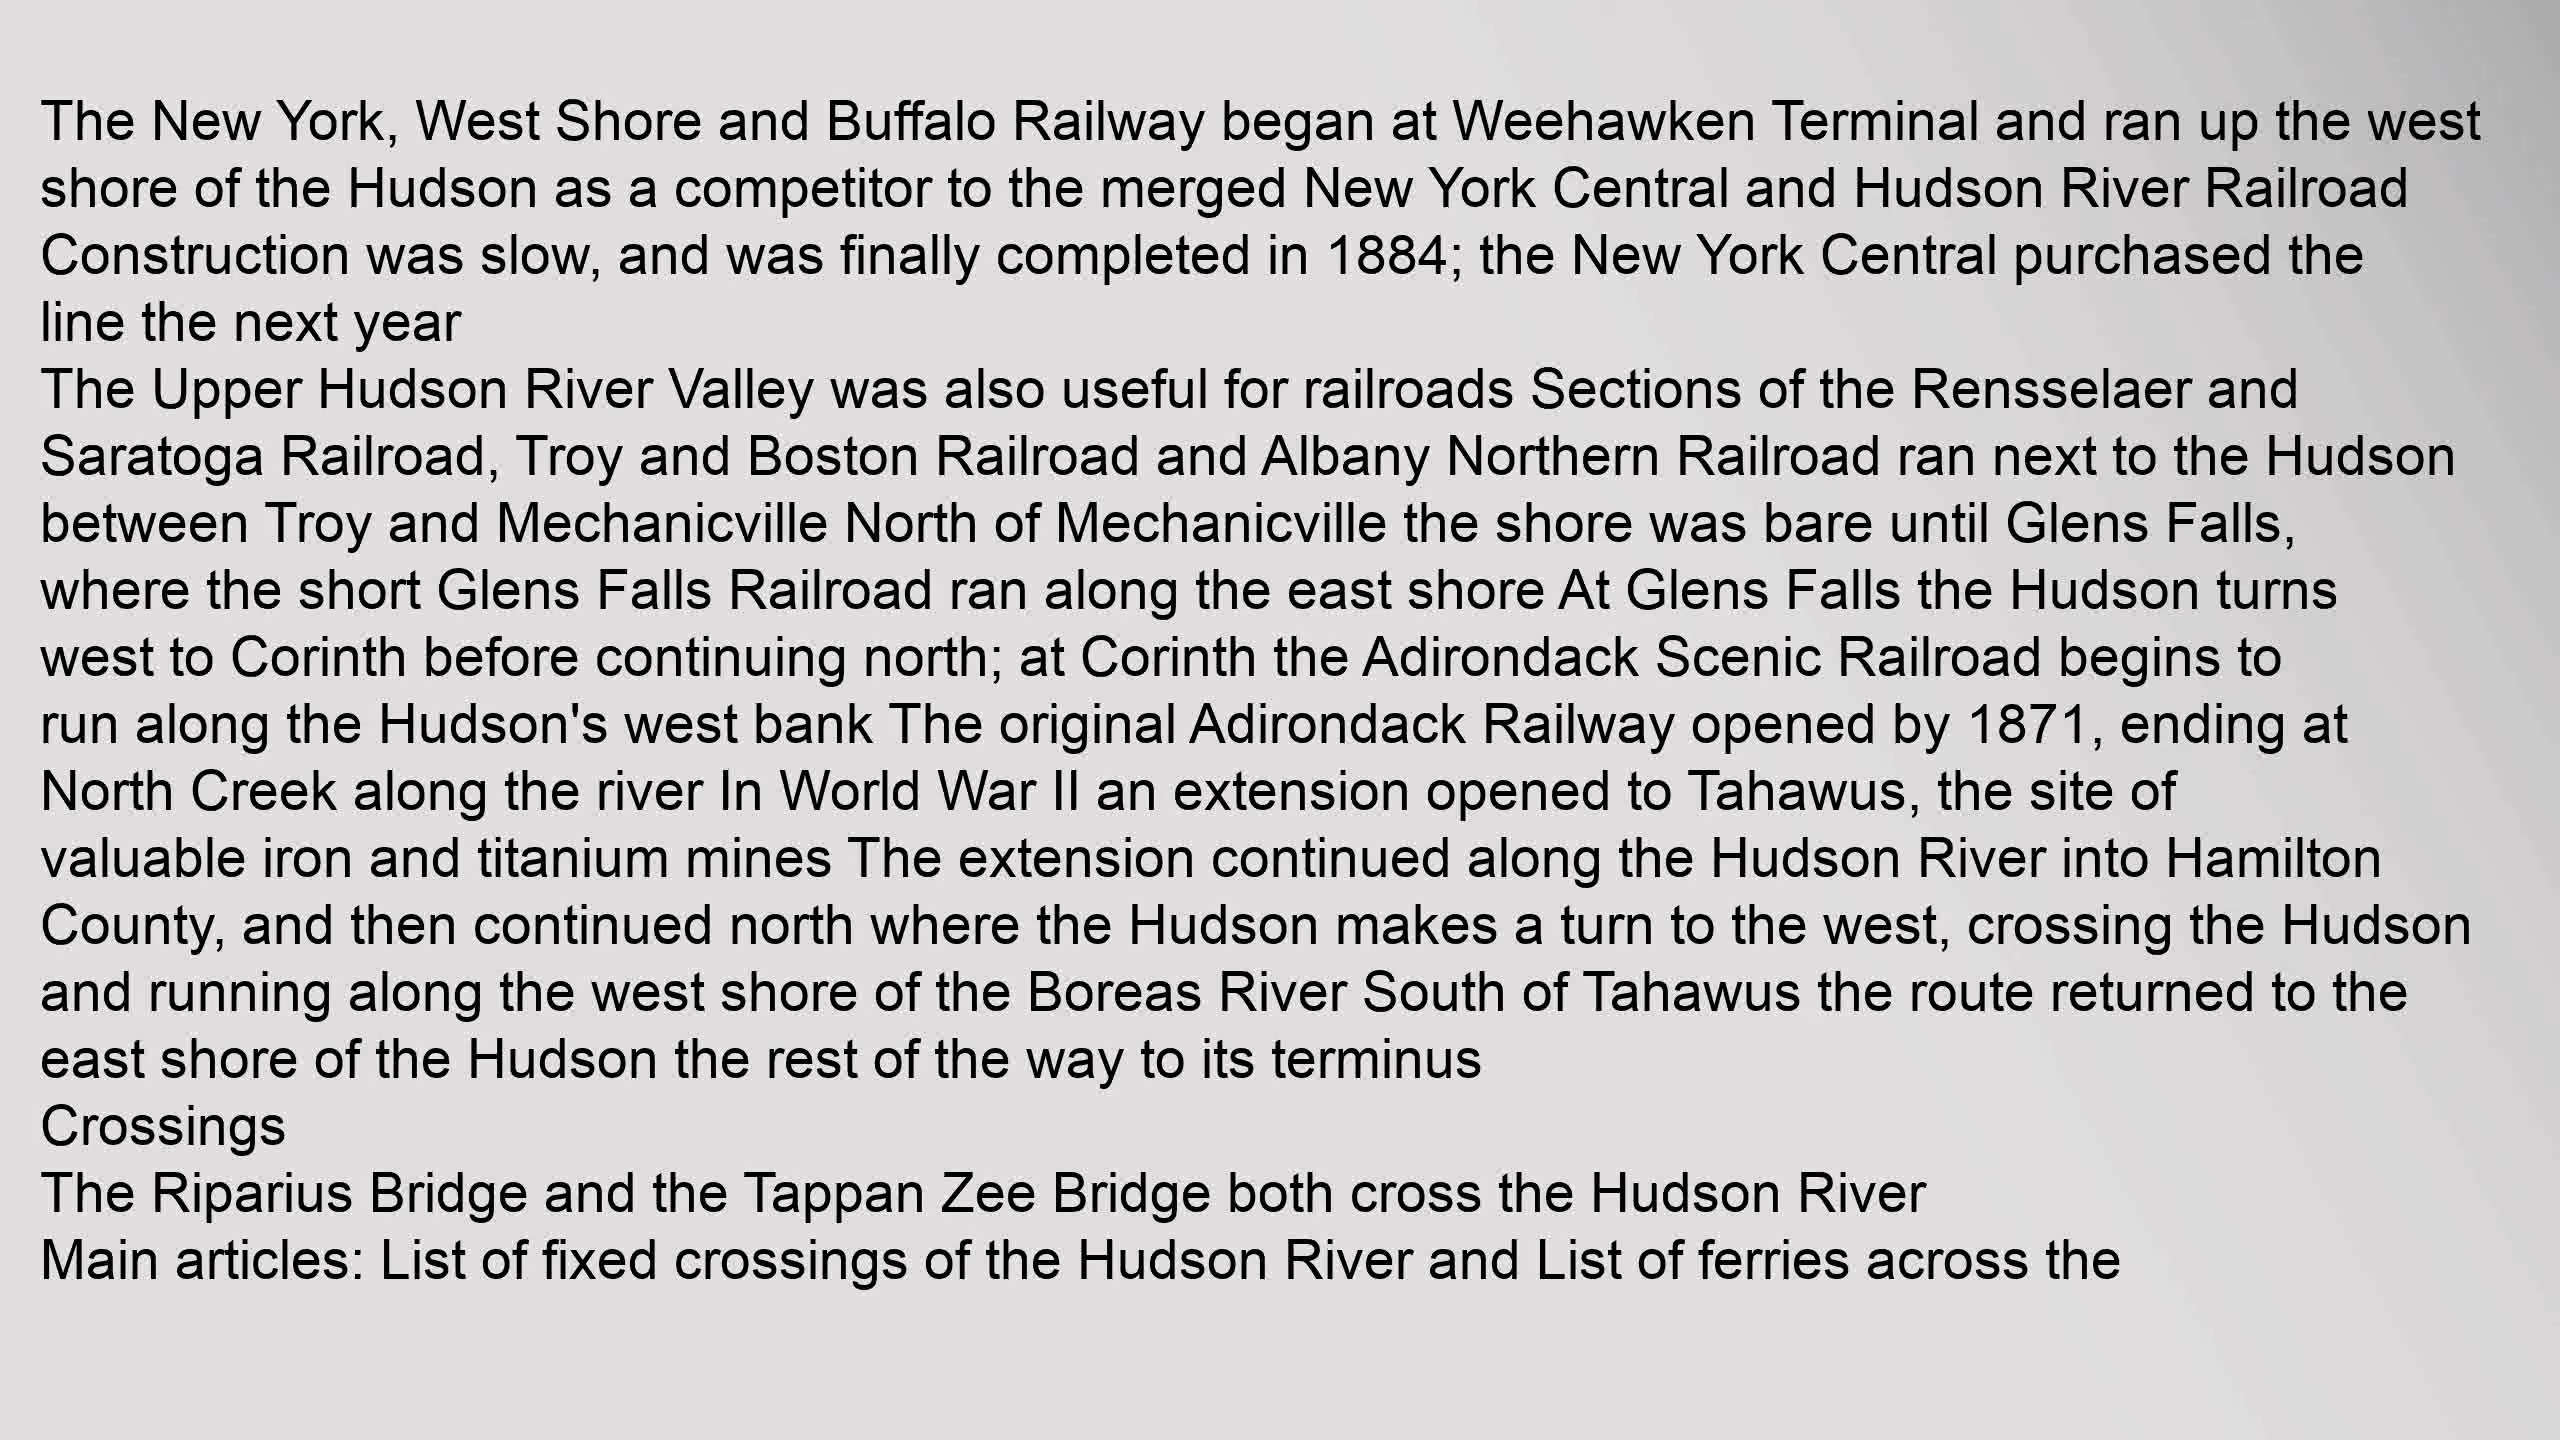 The New York, West Shore and Buffalo Railway began at Weehawken Terminal and ran up the west
shore of the Hudson as a competitor to the merged New York Central and Hudson River Railroad
Construction was slow, and was finally completed in 1884; the New York Central purchased the
line the next year
The Upper Hudson River Valley was also useful for railroads Sections of the Rensselaer and
Saratoga Railroad, Troy and Boston Railroad and Albany Northern Railroad ran next to the Hudson
between Troy and Mechanicville North of Mechanicville the shore was bare until Glens Falls,
where the short Glens Falls Railroad ran along the east shore At Glens Falls the Hudson turns
west to Corinth before continuing north; at Corinth the Adirondack Scenic Railroad begins to
run along the Hudson's west bank The original Adirondack Railway opened by 1871, ending at
North Creek along the river In World War II an extension opened to Tahawus, the site of
valuable iron and titanium mines The extension continued along the Hudson River into Hamilton
County, and then continued north where the Hudson makes a turn to the west, crossing the Hudson
and running along the west shore of the Boreas River South of Tahawus the route returned to the
east shore of the Hudson the rest of the way to its terminus
Crossings
The Riparius Bridge and the Tappan Zee Bridge both cross the Hudson River
Main articles: List of fixed crossings of the Hudson River and List of ferries across the